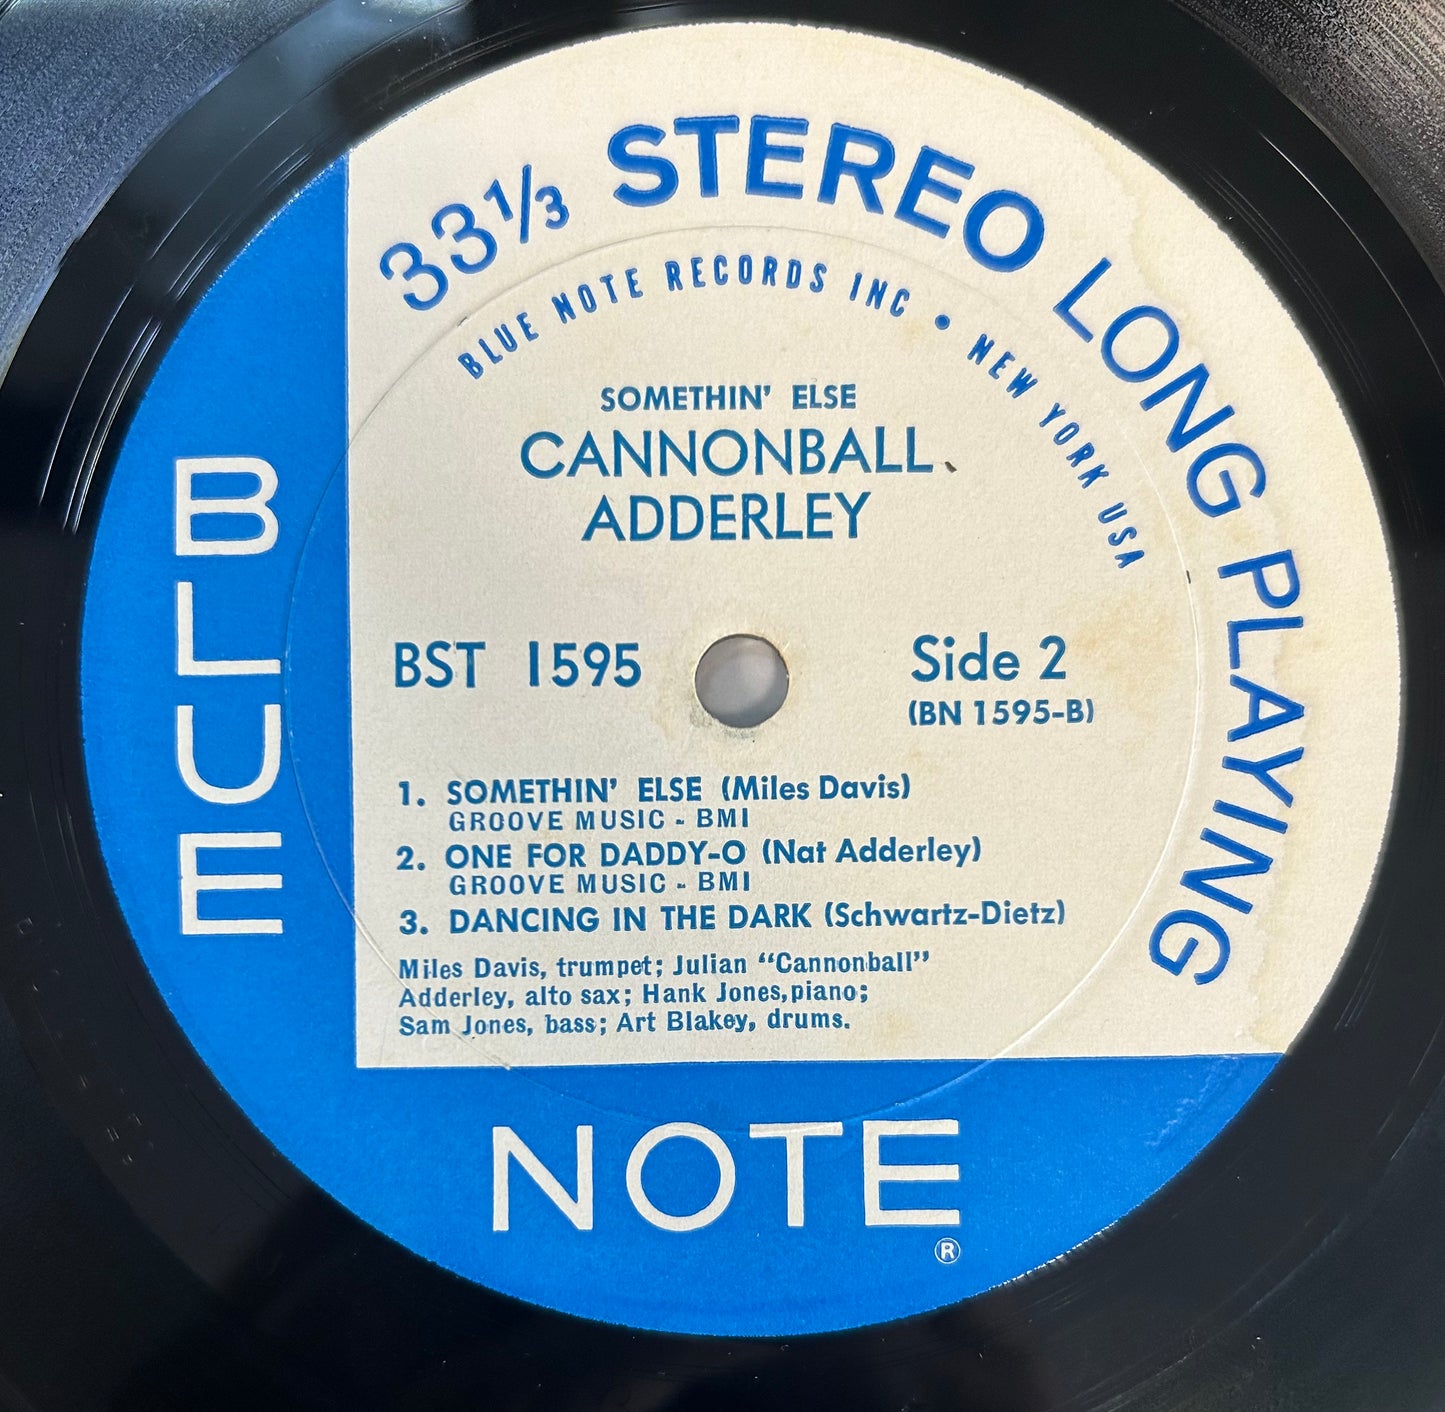 33⅓ STEREO LONG PLAYING
BLUE NOTE RECORDS INC • NEW YORK USA
SOMETHIN' ELSE
CANNONBALL
ADDERLEY
BST 1595
Side 2
(BN 1595-B)
1. SOMETHIN' ELSE (Miles Davis)
GROOVE MUSIC - BMI
2. ONE FOR DADDY-O (Nat Adderley)
GROOVE MUSIC - BMI
3. DANCING IN THE DARK (Schwartz-Dietz)
Miles Davis, trumpet; Julian "Cannonball"
Adderley, alto sax; Hank Jones, piano;
Sam Jones, bass; Art Blakey, drums.
BLUE
NOTE
®